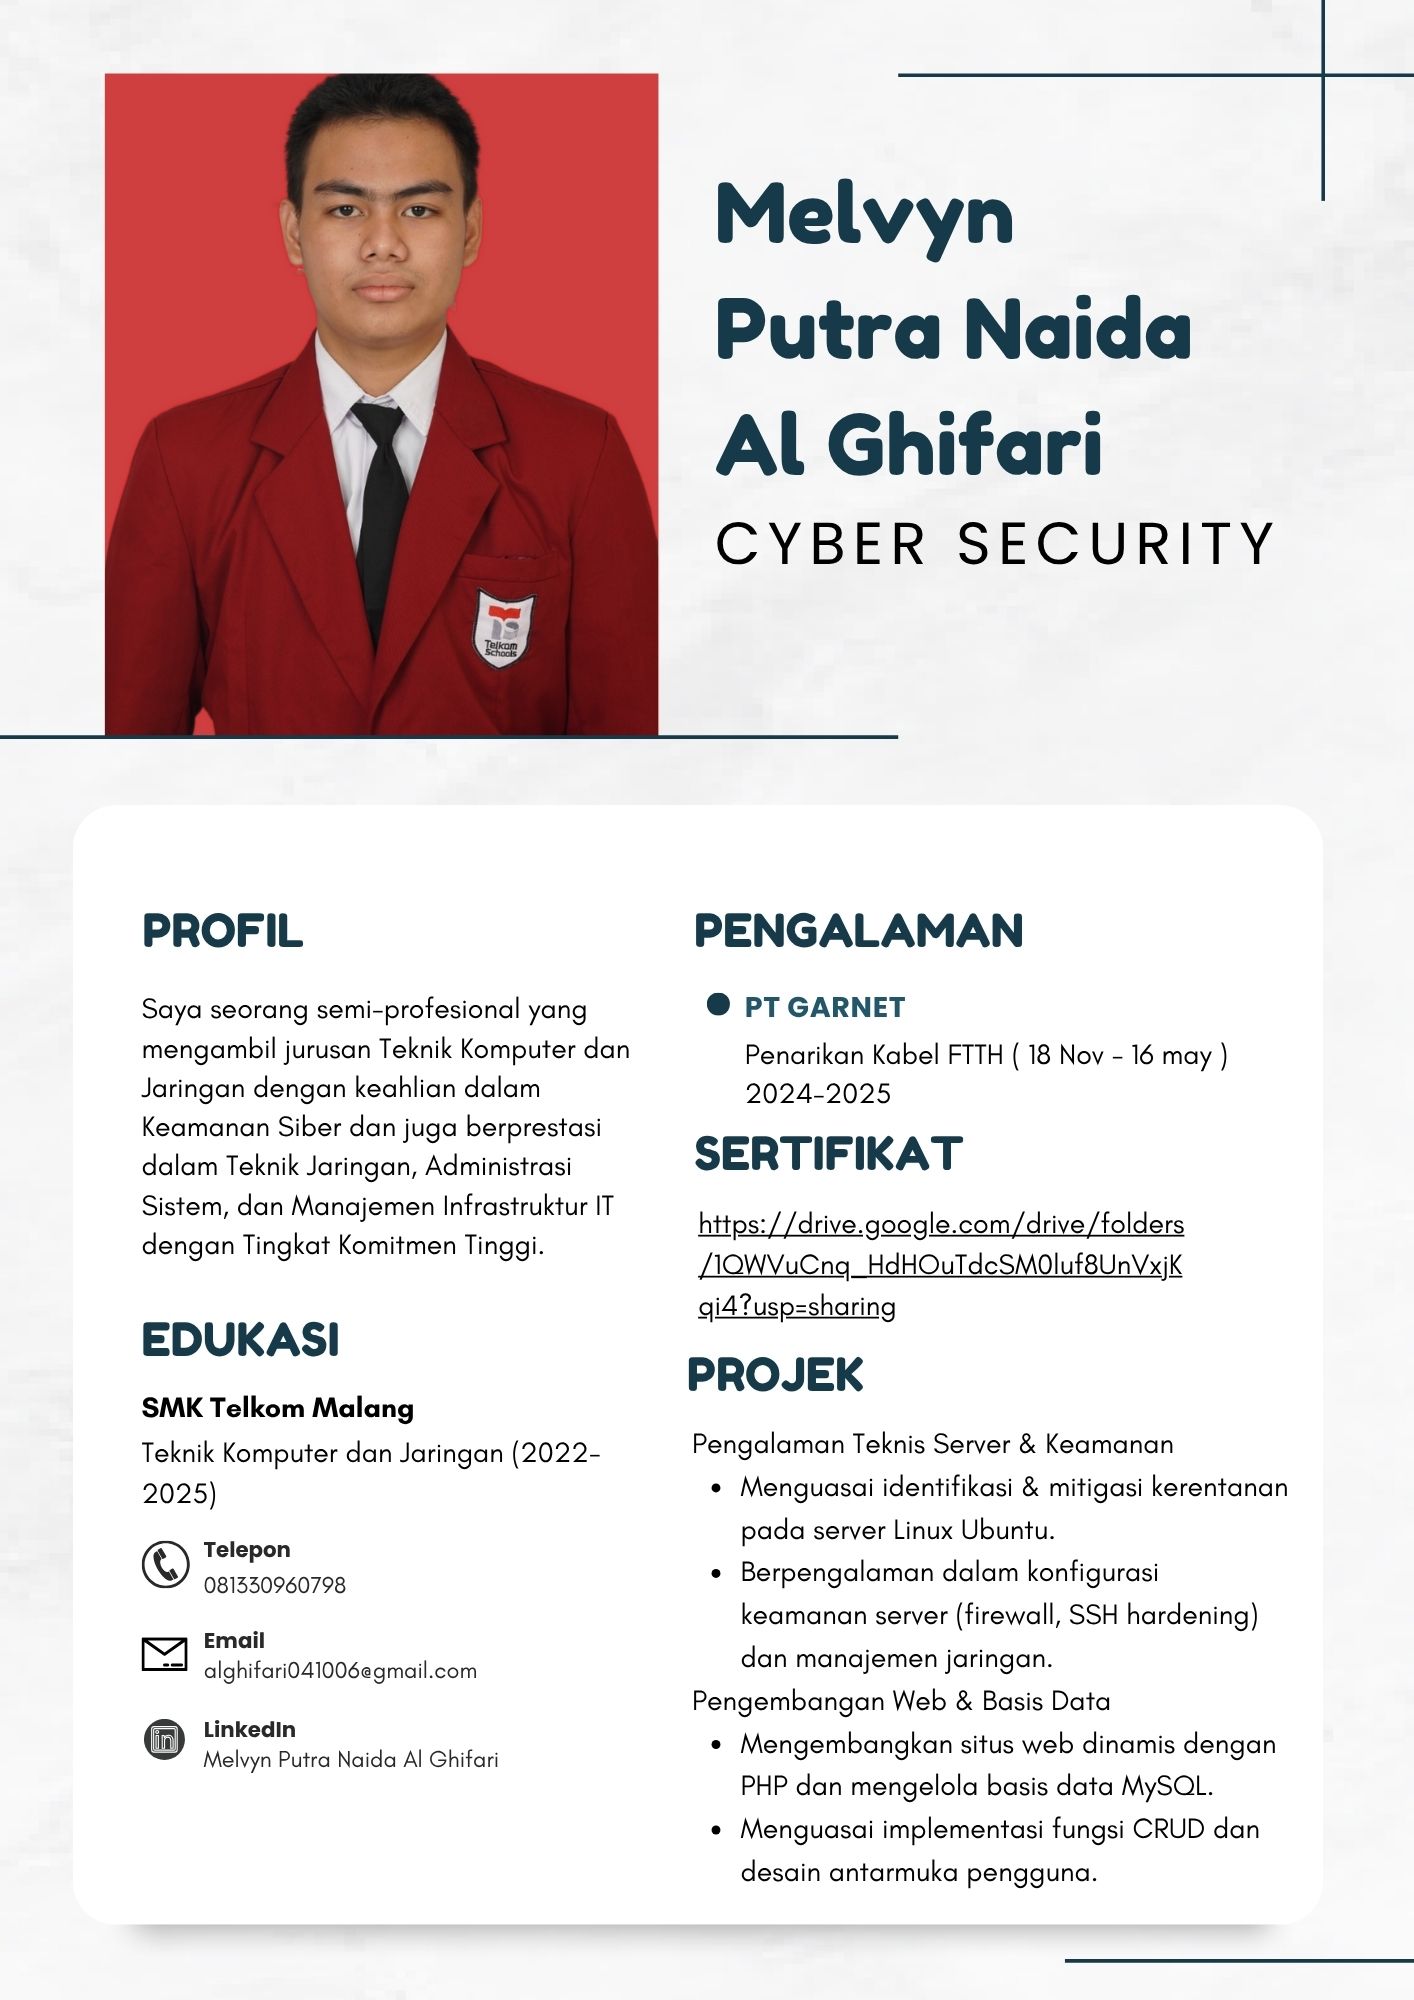 Melvyn
Putra Naida
Al Ghifari
CYBER SECURITY
Telkom
Schools
PROFIL
Saya seorang semi-profesional yang
mengambil jurusan Teknik Komputer dan
Jaringan dengan keahlian dalam
Keamanan Siber dan juga berprestasi
dalam Teknik Jaringan, Administrasi
Sistem, dan Manajemen Infrastruktur IT
dengan Tingkat Komitmen Tinggi.
EDUKASI
SMK Telkom Malang
Teknik Komputer dan Jaringan (2022-
2025)
Telepon
081330960798
Email
alghifari041006@gmail.com
LinkedIn
Melvyn Putra Naida Al Ghifari
PENGALAMAN
PT GARNET
Penarikan Kabel FTTH ( 18 Nov - 16 may )
2024-2025
SERTIFIKAT
https://drive.google.com/drive/folders
/1QWVuCnq_HdHOuTdcSM0luf8UnVxjK
qi4?usp=sharing
PROJEK
Pengalaman Teknis Server & Keamanan
• Menguasai identifikasi & mitigasi kerentanan
pada server Linux Ubuntu.
• Berpengalaman dalam konfigurasi
keamanan server (firewall, SSH hardening)
dan manajemen jaringan.
Pengembangan Web & Basis Data
• Mengembangkan situs web dinamis dengan
PHP dan mengelola basis data MySQL.
• Menguasai implementasi fungsi CRUD dan
desain antarmuka pengguna.